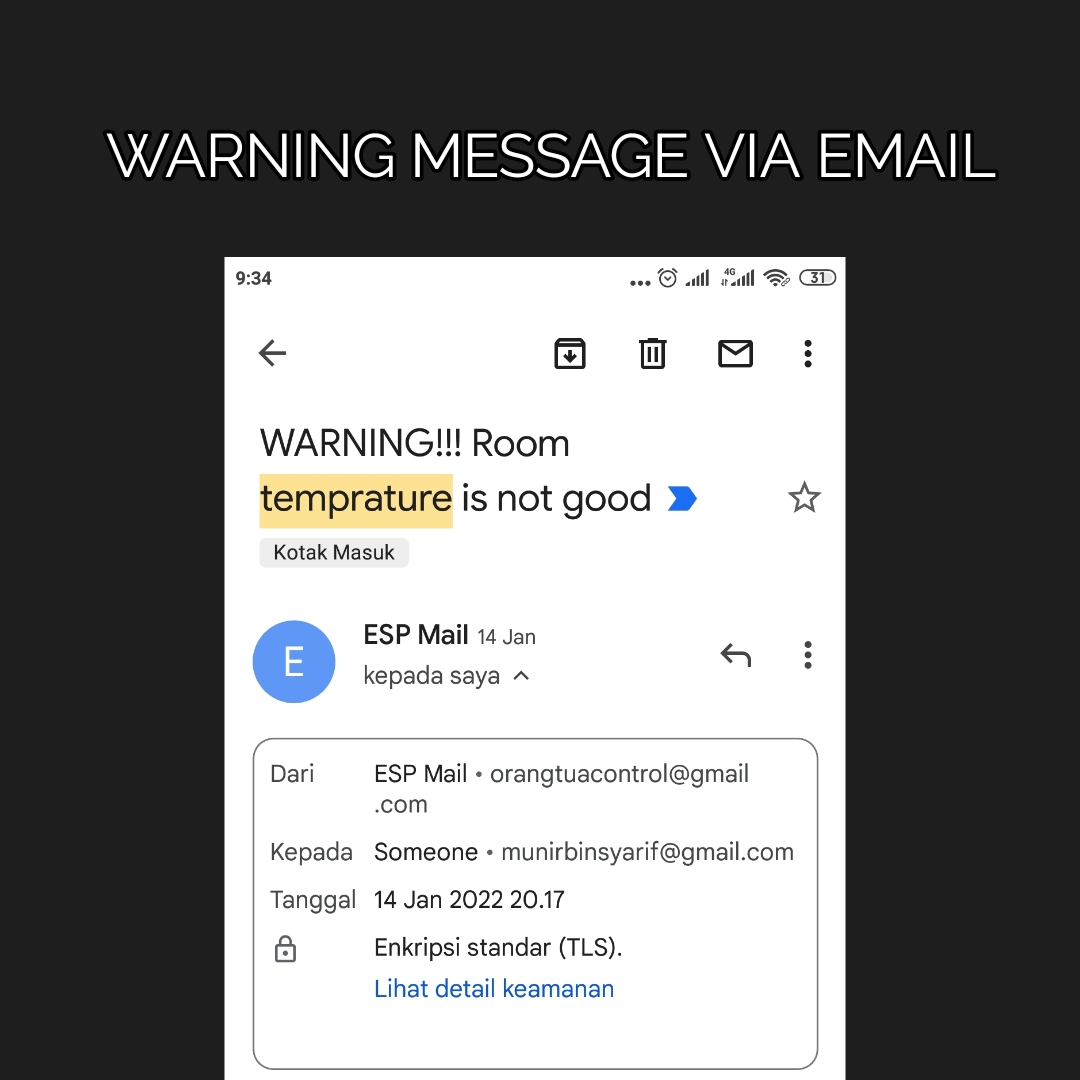 WARNING MESSAGE VIA EMAIL
9:34
4G
31
WARNING!!! Room
temprature is not good
Kotak Masuk
E
ESP Mail 14 Jan
kepada saya
Dari ESP Mail • orangtuacontrol@gmail
.com
Kepada Someone • munirbinsyarif@gmail.com
Tanggal 14 Jan 2022 20.17
Enkripsi standar (TLS).
Lihat detail keamanan